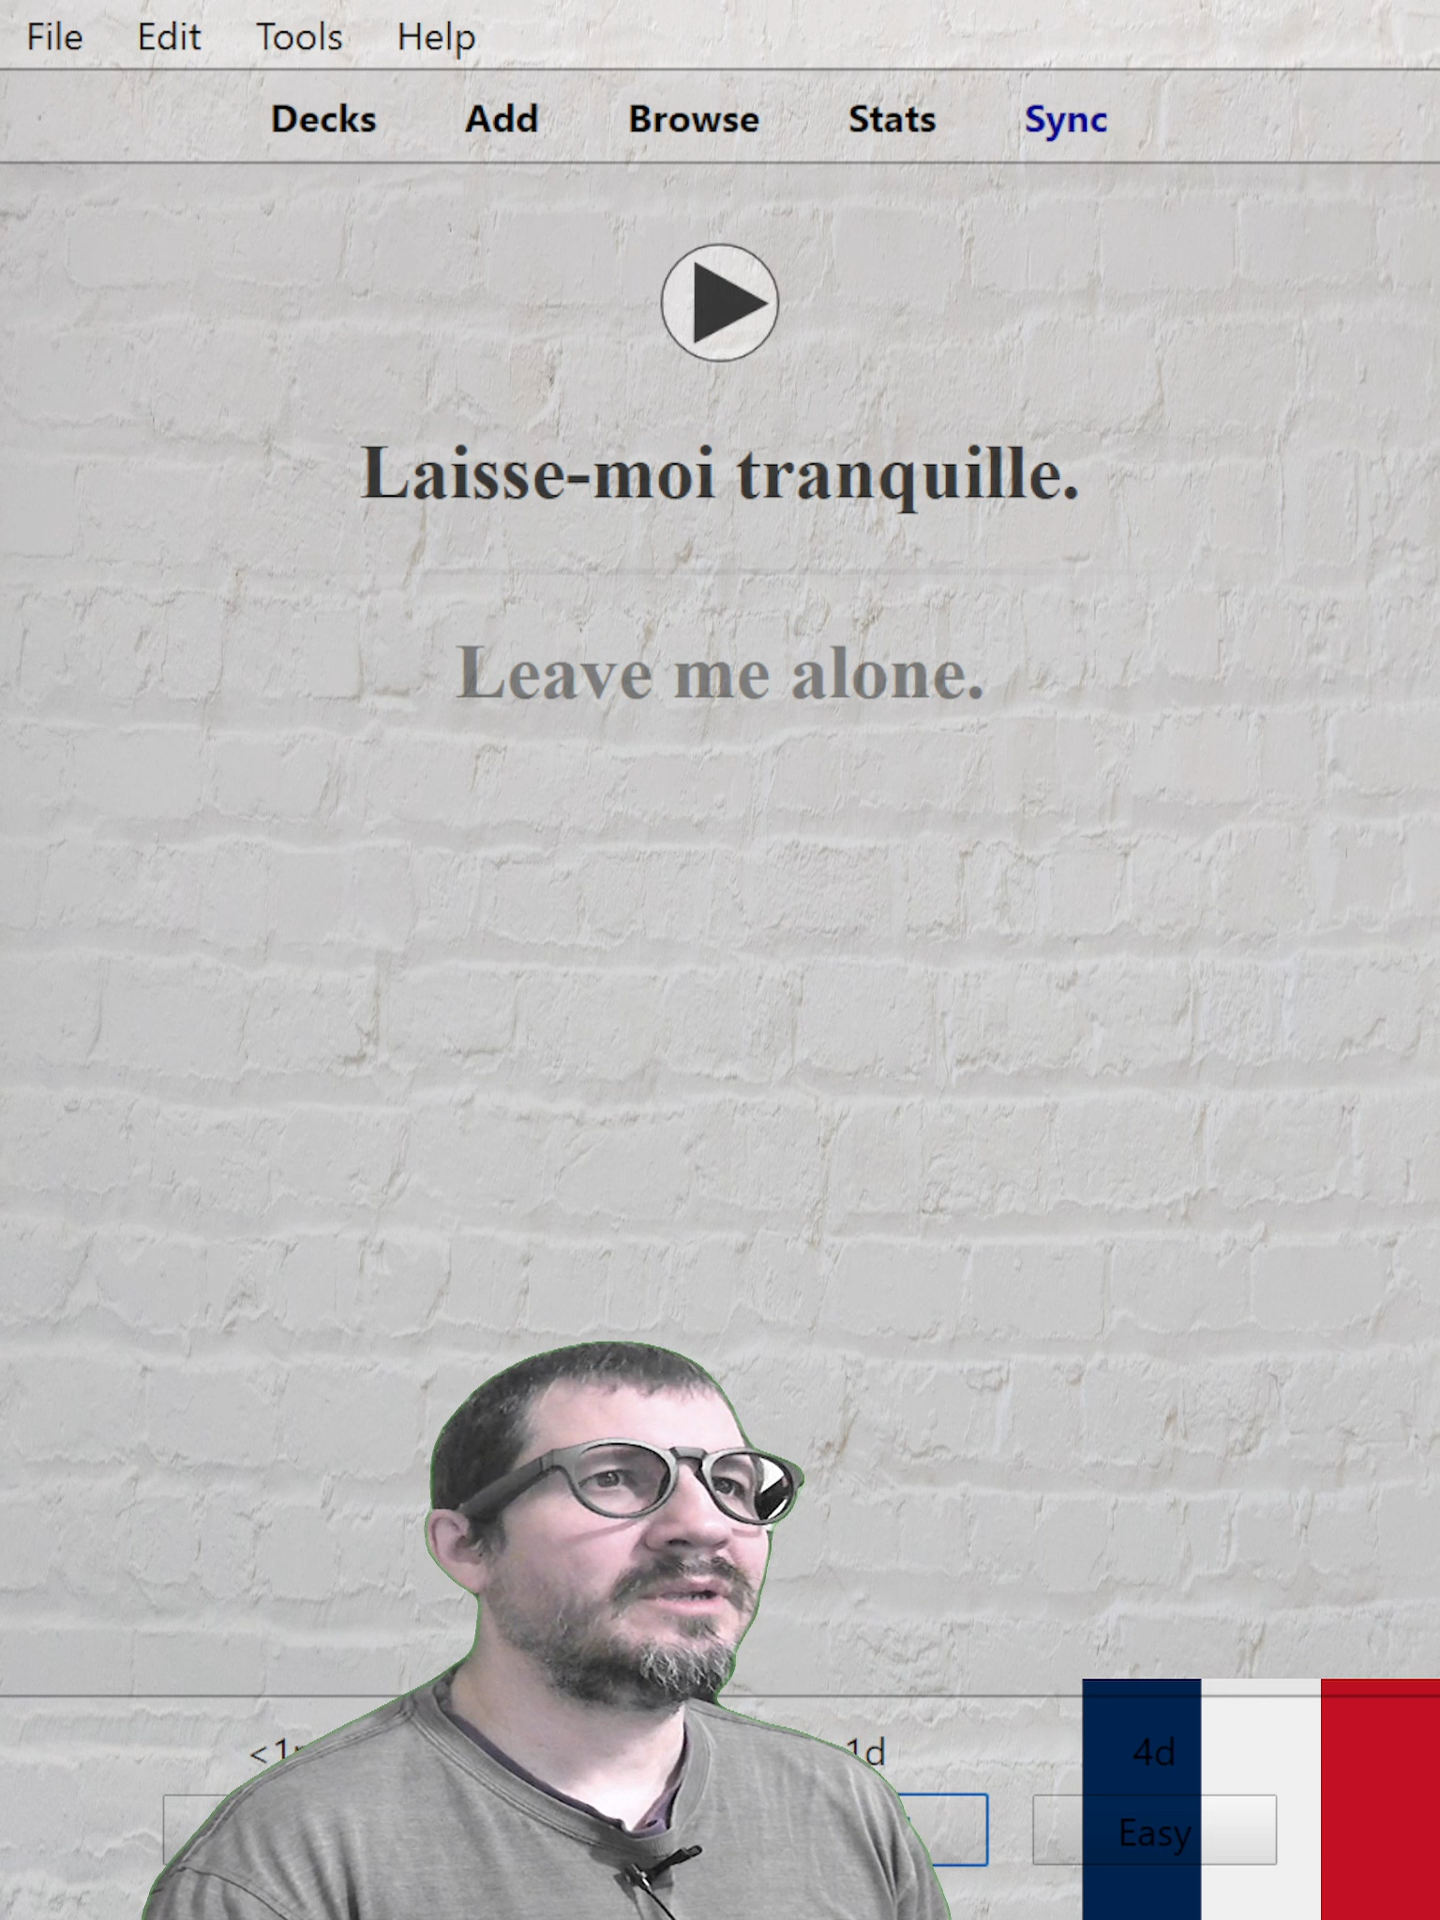 File Edit Tools Help
Decks Add Browse Stats Sync
Laisse-moi tranquille.
Leave me alone.
1d 4d
Easy